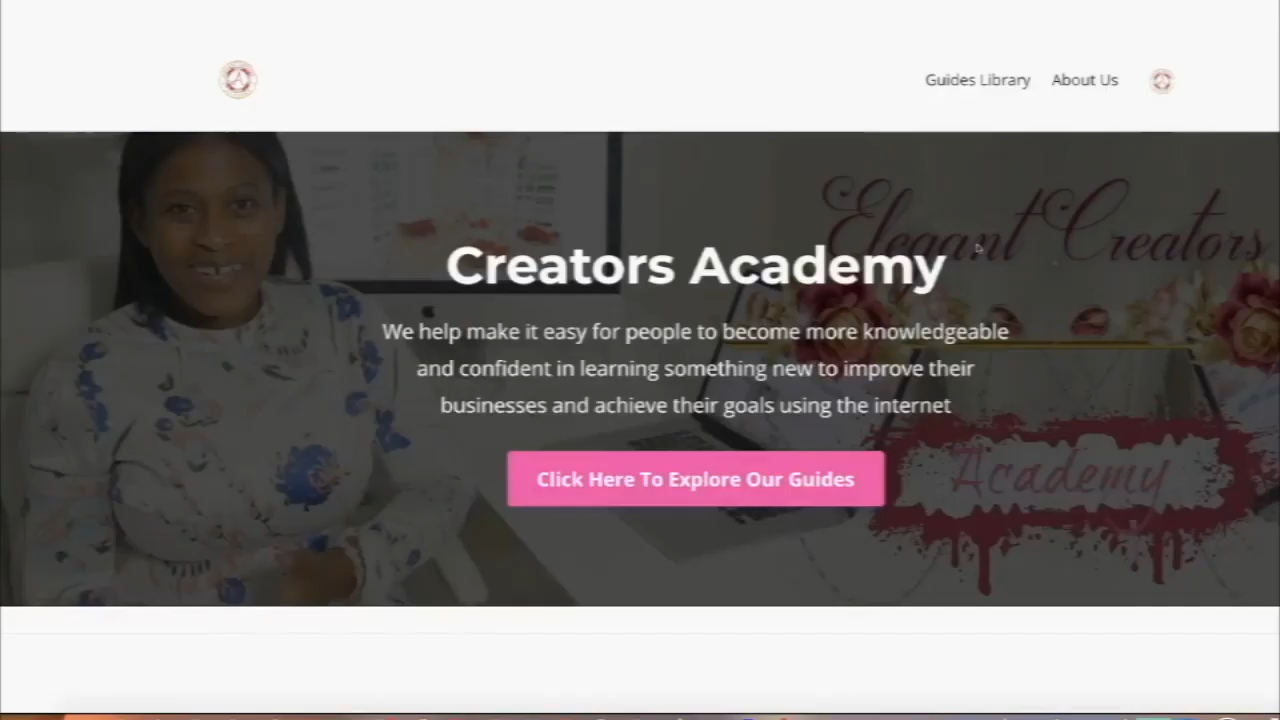 Guides Library About Us
Elegant Creators
Creators Academy
We help make it easy for people to become more knowledgeable
and confident in learning something new to improve their
businesses and achieve their goals using the internet
Click Here To Explore Our Guides
Academy